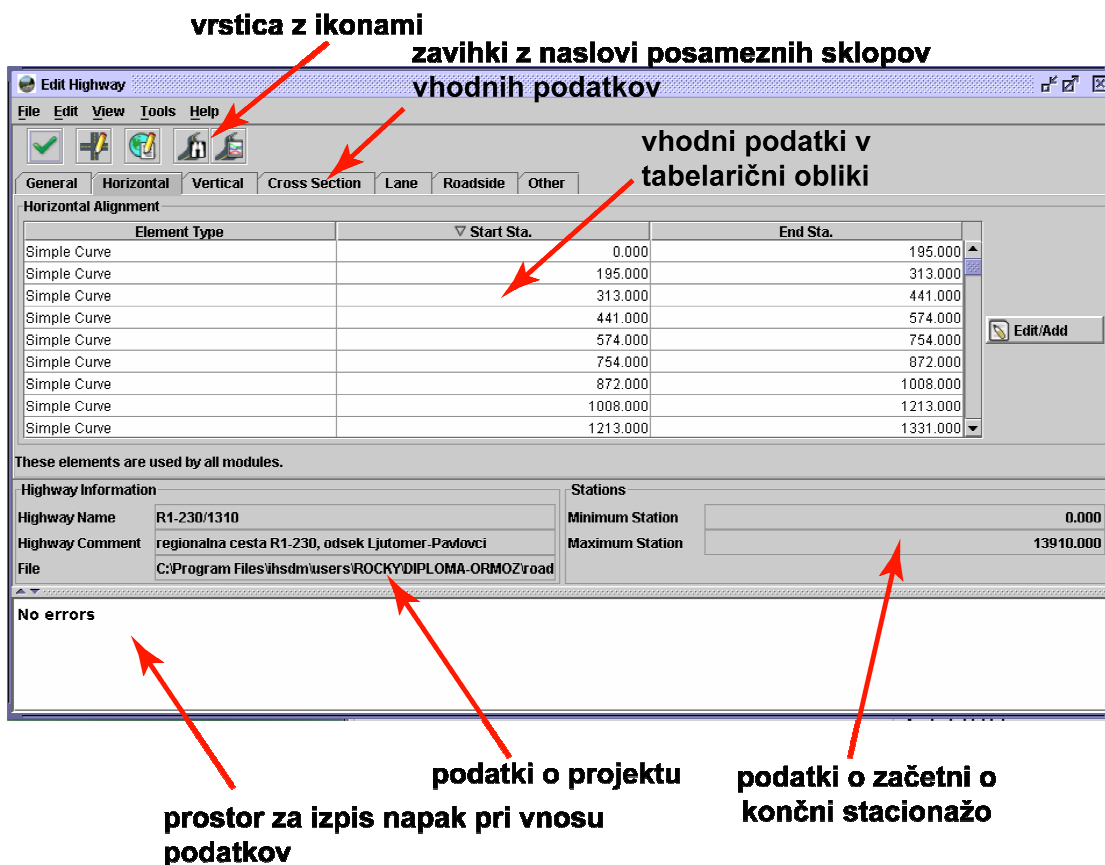 vrstica z ikonami
zavihki z naslovi posameznih sklopov
vhodnih podatkov
Edit Highway
File Edit View Tools Help
vhodni podatki v
tabelarični obliki
General Horizontal Vertical Cross Section Lane Roadside Other
Horizontal Alignment
Element Type ▽ Start Sta. End Sta.
Simple Curve 0.000 195.000
Simple Curve 195.000 313.000
Simple Curve 313.000 441.000
Simple Curve 441.000 574.000
Simple Curve 574.000 754.000
Simple Curve 754.000 872.000
Simple Curve 872.000 1008.000
Simple Curve 1008.000 1213.000
Simple Curve 1213.000 1331.000
Edit/Add
These elements are used by all modules.
Highway Information
Highway Name R1-230/1310
Highway Comment regionalna cesta R1-230, odsek Ljutomer-Pavlovci
File C:\Program Files\ihsdm\users\ROCKY\DIPLOMA-ORMOZ\road
Stations
Minimum Station 0.000
Maximum Station 13910.000
No errors
podatki o projektu
podatki o začetni o
končni stacionažo
prostor za izpis napak pri vnosu
podatkov